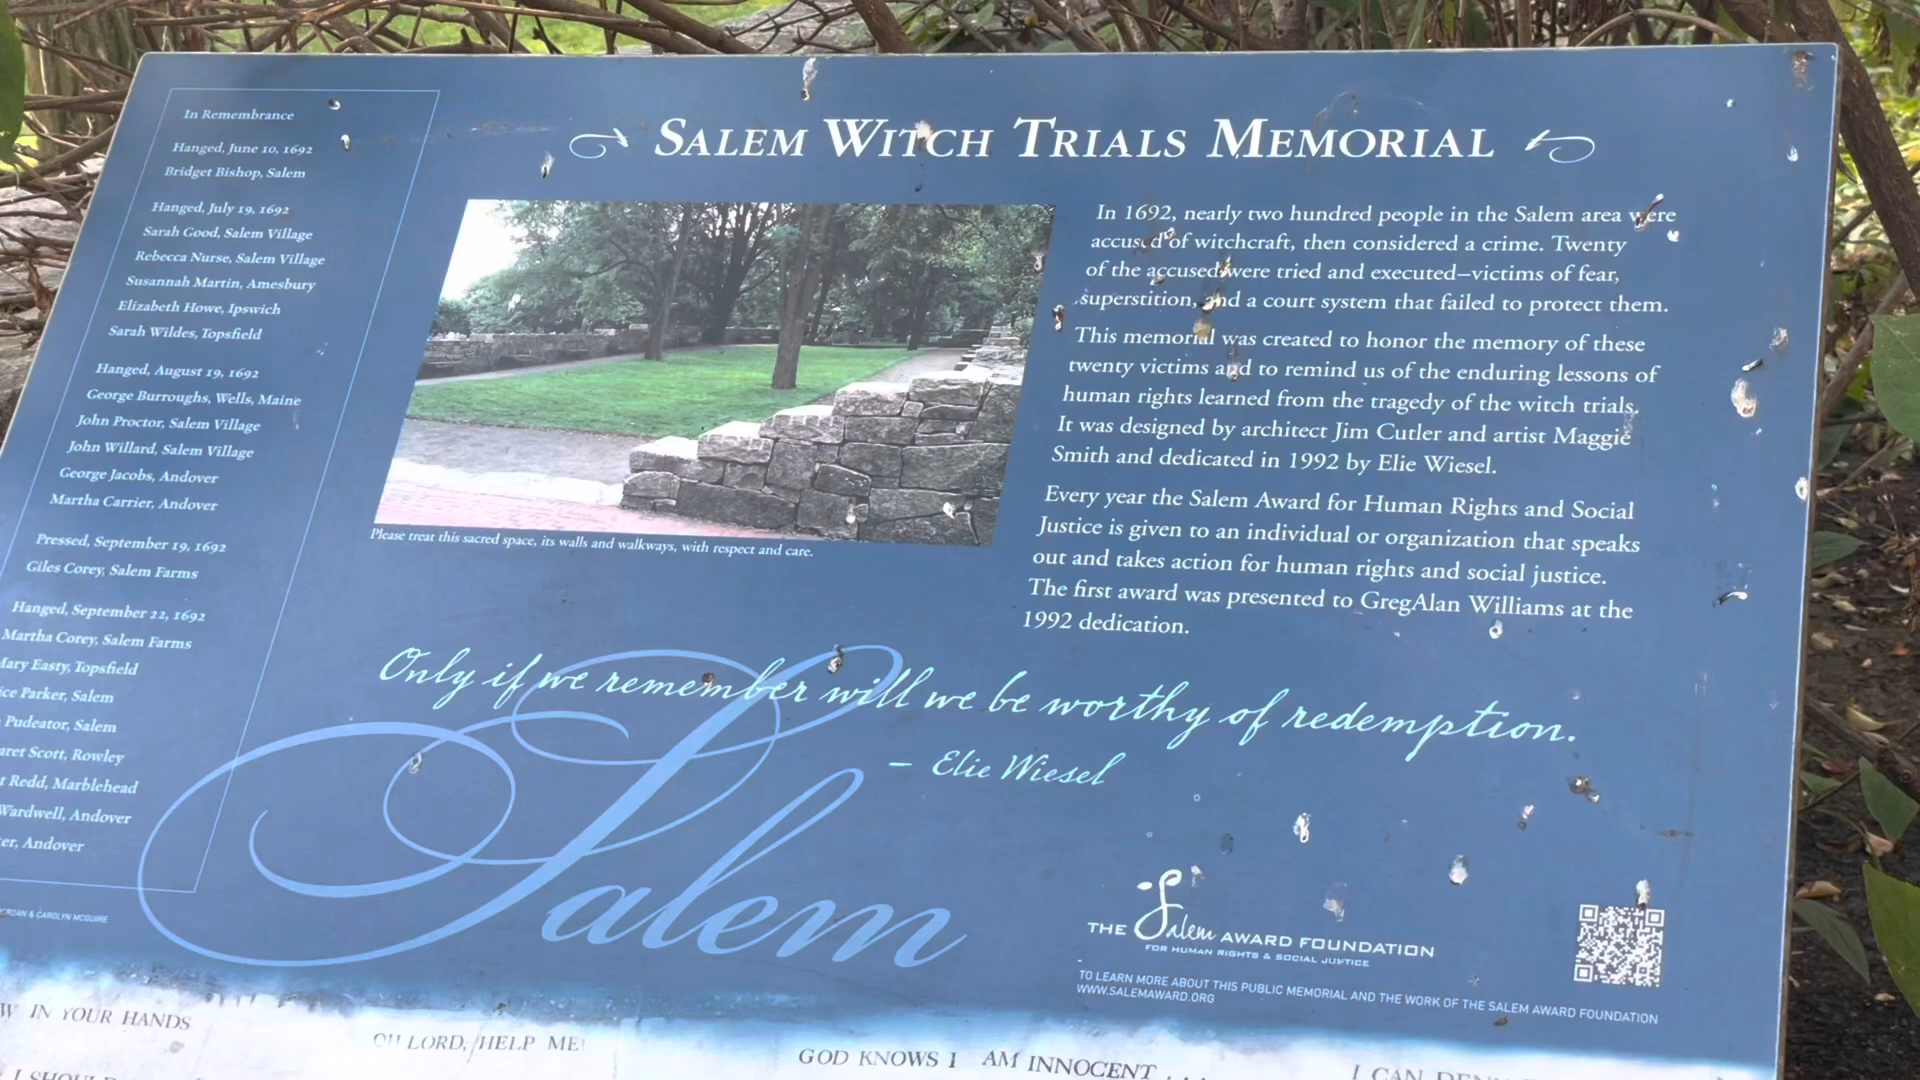 In Remembrance
Hanged, June 10, 1692
Bridget Bishop, Salem
Hanged, July 19, 1692
Sarah Good, Salem Village
Rebecca Nurse, Salem Village
Susannah Martin, Amesbury
Elizabeth Howe, Ipswich
Sarah Wildes, Topsfield
Hanged, August 19, 1692
George Burroughs, Wells, Maine
John Proctor, Salem Village
John Willard, Salem Village
George Jacobs, Andover
Martha Carrier, Andover
Pressed, September 19, 1692
Giles Corey, Salem Farms
Hanged, September 22, 1692
Martha Corey, Salem Farms
Easty, Topsfield
Parker, Salem
Pudeator, Salem
Scott, Rowley
Redd, Marblehead
Wardwell, Andover
Andover
& CAROLYN MCGUIRE
SALEM WITCH TRIALS MEMORIAL
Please treat this sacred space, its walls and walkways, with respect and care.
In 1692, nearly two hundred people in the Salem area were
accused of witchcraft, then considered a crime. Twenty
of the accused were tried and executed–victims of fear,
superstition, and a court system that failed to protect them.
This memorial was created to honor the memory of these
twenty victims and to remind us of the enduring lessons of
human rights learned from the tragedy of the witch trials.
It was designed by architect Jim Cutler and artist Maggie
Smith and dedicated in 1992 by Elie Wiesel.
Every year the Salem Award for Human Rights and Social
Justice is given to an individual or organization that speaks
out and takes action for human rights and social justice.
The first award was presented to GregAlan Williams at the
1992 dedication.
Only if we remember will we be worthy of redemption.
– Elie Wiesel
Salem
THE Salem AWARD FOUNDATION
FOR HUMAN RIGHTS & SOCIAL JUSTICE
TO LEARN MORE ABOUT THIS PUBLIC MEMORIAL AND THE WORK OF THE SALEM AWARD FOUNDATION
WWW.SALEMAWARD.ORG
IN YOUR HANDS
OH LORD, HELP ME!
GOD KNOWS I AM INNOCENT . . .
I CAN